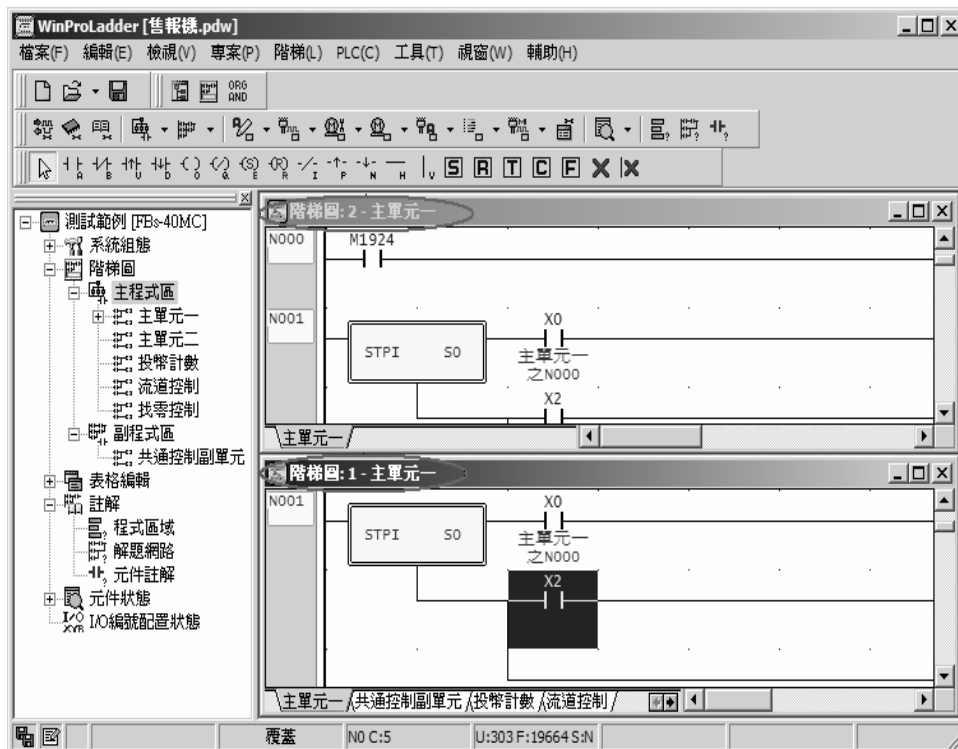 WinProLadder [售報機.pdw]
檔案(F) 編輯(E) 檢視(V) 專案(P) 階梯(L) PLC(C) 工具(T) 視窗(W) 輔助(H)
ORG
AND
A B U D O Q E R I P N H V S R T C F
測試範例 [FBs-40MC]
系統組態
階梯圖
主程式區
主單元一
主單元二
投幣計數
流道控制
找零控制
副程式區
共通控制副單元
表格編輯
註解
程式區域
解題網路
元件註解
元件狀態
I/O編號配置狀態
階梯圖:2 - 主單元一
N000 M1924
N001 X0
STPI S0
主單元一
之N000
X2
主單元一
階梯圖:1 - 主單元一
N001 X0
STPI S0
主單元一
之N000
X2
主單元一 共通控制副單元 投幣計數 流道控制
覆蓋 N0 C:5 U:303 F:19664 S:N